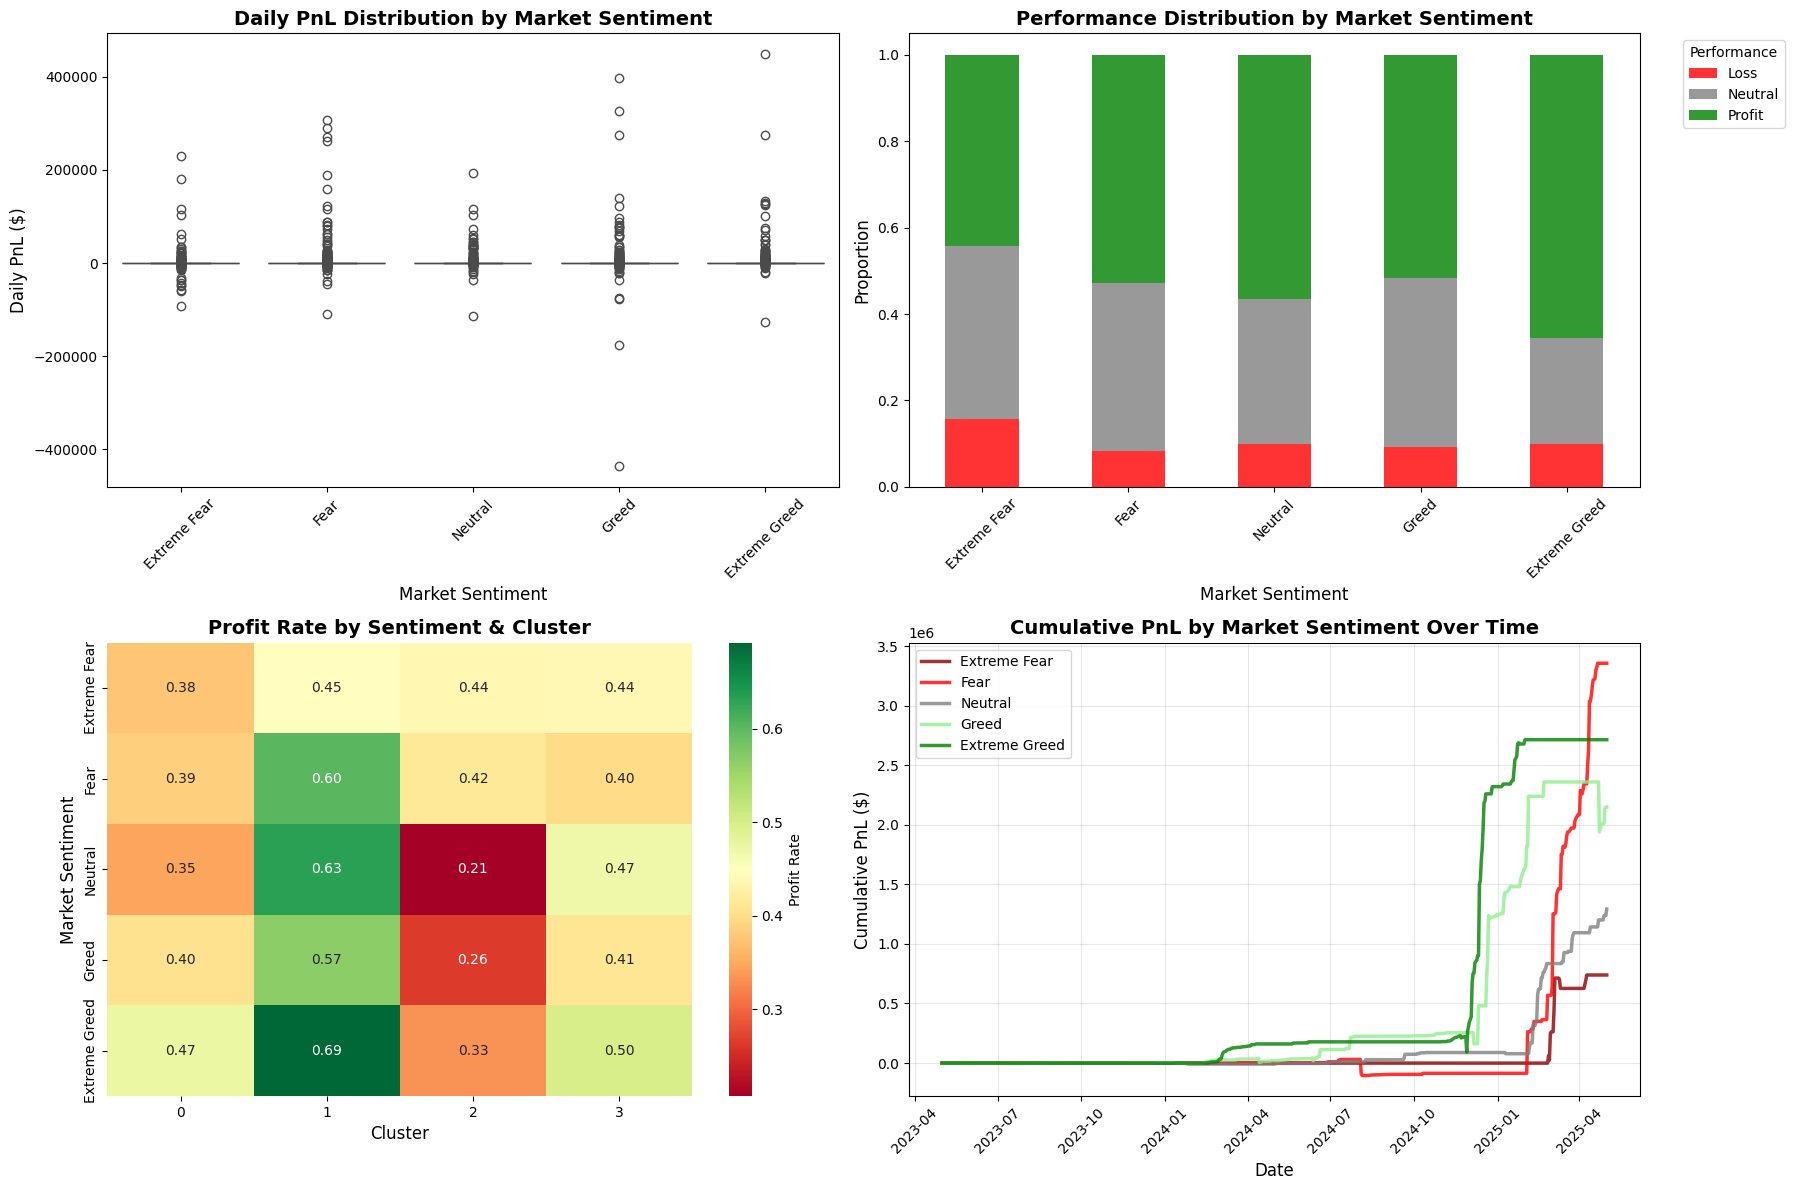 Daily PnL Distribution by Market Sentiment
Daily PnL ($)
400000
200000
0
−200000
−400000
Extreme Fear
Fear
Neutral
Greed
Extreme Greed
Market Sentiment
Performance Distribution by Market Sentiment
Proportion
1.0
0.8
0.6
0.4
0.2
0.0
Extreme Fear
Fear
Neutral
Greed
Extreme Greed
Market Sentiment
Performance
Loss
Neutral
Profit
Profit Rate by Sentiment & Cluster
Market Sentiment
Extreme Fear
0.38 0.45 0.44 0.44
Fear
0.39 0.60 0.42 0.40
Neutral
0.35 0.63 0.21 0.47
Greed
0.40 0.57 0.26 0.41
Extreme Greed
0.47 0.69 0.33 0.50
0 1 2 3
Cluster
0.6
0.5
0.4
0.3
Profit Rate
Cumulative PnL by Market Sentiment Over Time
1e6
Cumulative PnL ($)
3.5
3.0
2.5
2.0
1.5
1.0
0.5
0.0
Extreme Fear
Fear
Neutral
Greed
Extreme Greed
2023-04
2023-07
2023-10
2024-01
2024-04
2024-07
2024-10
2025-01
2025-04
Date